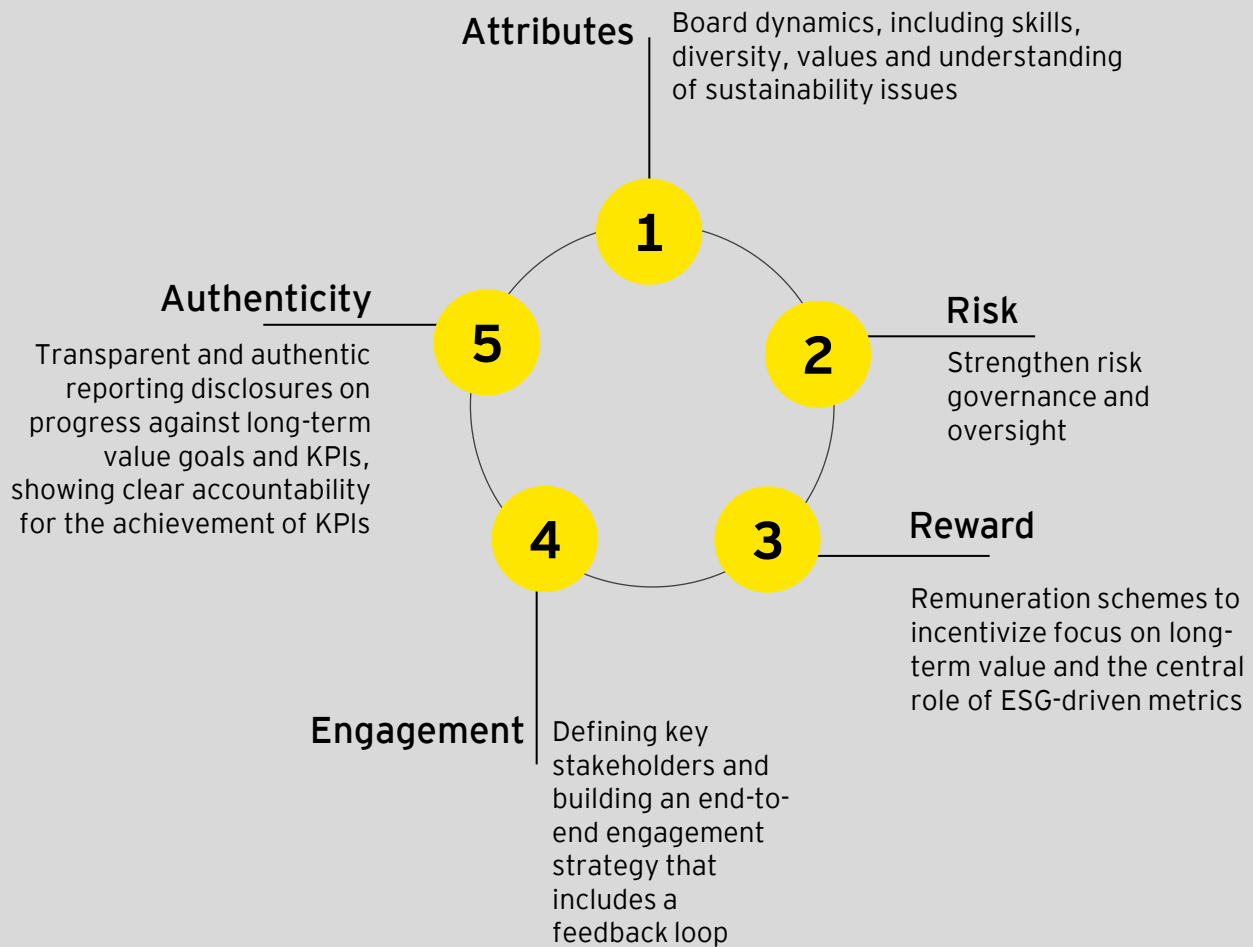 Attributes
Board dynamics, including skills,
diversity, values and understanding
of sustainability issues
1
2
Risk
Strengthen risk
governance and
oversight
3
Reward
Remuneration schemes to
incentivize focus on long-
term value and the central
role of ESG-driven metrics
4
Engagement
Defining key
stakeholders and
building an end-to-
end engagement
strategy that
includes a
feedback loop
5
Authenticity
Transparent and authentic
reporting disclosures on
progress against long-term
value goals and KPIs,
showing clear accountability
for the achievement of KPIs